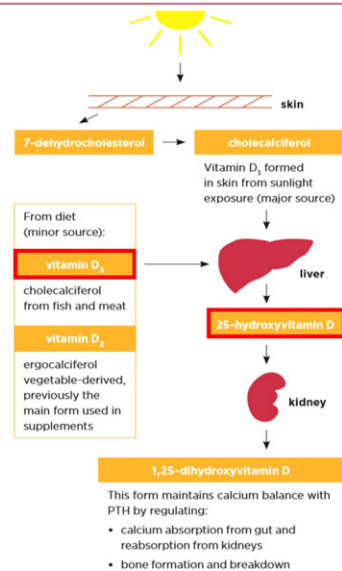 skin
7-dehydrocholesterol
cholecalciferol
Vitamin D₃ formed
in skin from sunlight
exposure (major source)
From diet
(minor source):
vitamin D₃
cholecalciferol
from fish and meat
vitamin D₂
ergocalciferol
vegetable-derived,
previously the
main form used in
supplements
liver
25-hydroxyvitamin D
kidney
1,25-dihydroxyvitamin D
This form maintains calcium balance with
PTH by regulating:
• calcium absorption from gut and
reabsorption from kidneys
• bone formation and breakdown